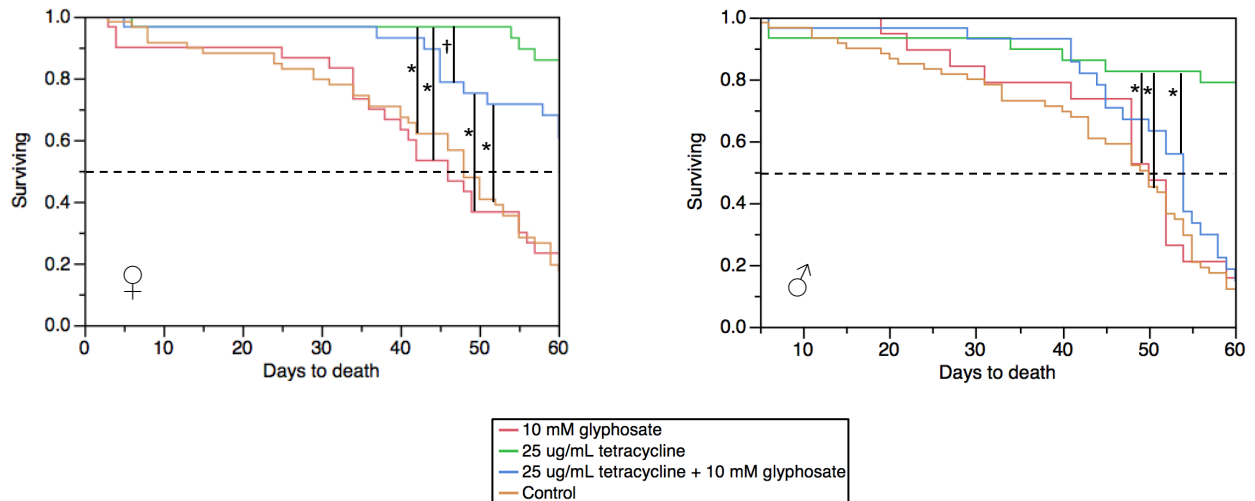 1.0
0.8
0.6
0.4
0.2
0.0
Surviving
0 10 20 30 40 50 60
Days to death
* * † * *
♀
1.0
0.8
0.6
0.4
0.2
0.0
Surviving
10 20 30 40 50 60
Days to death
* * *
♂
10 mM glyphosate
25 ug/mL tetracycline
25 ug/mL tetracycline + 10 mM glyphosate
Control